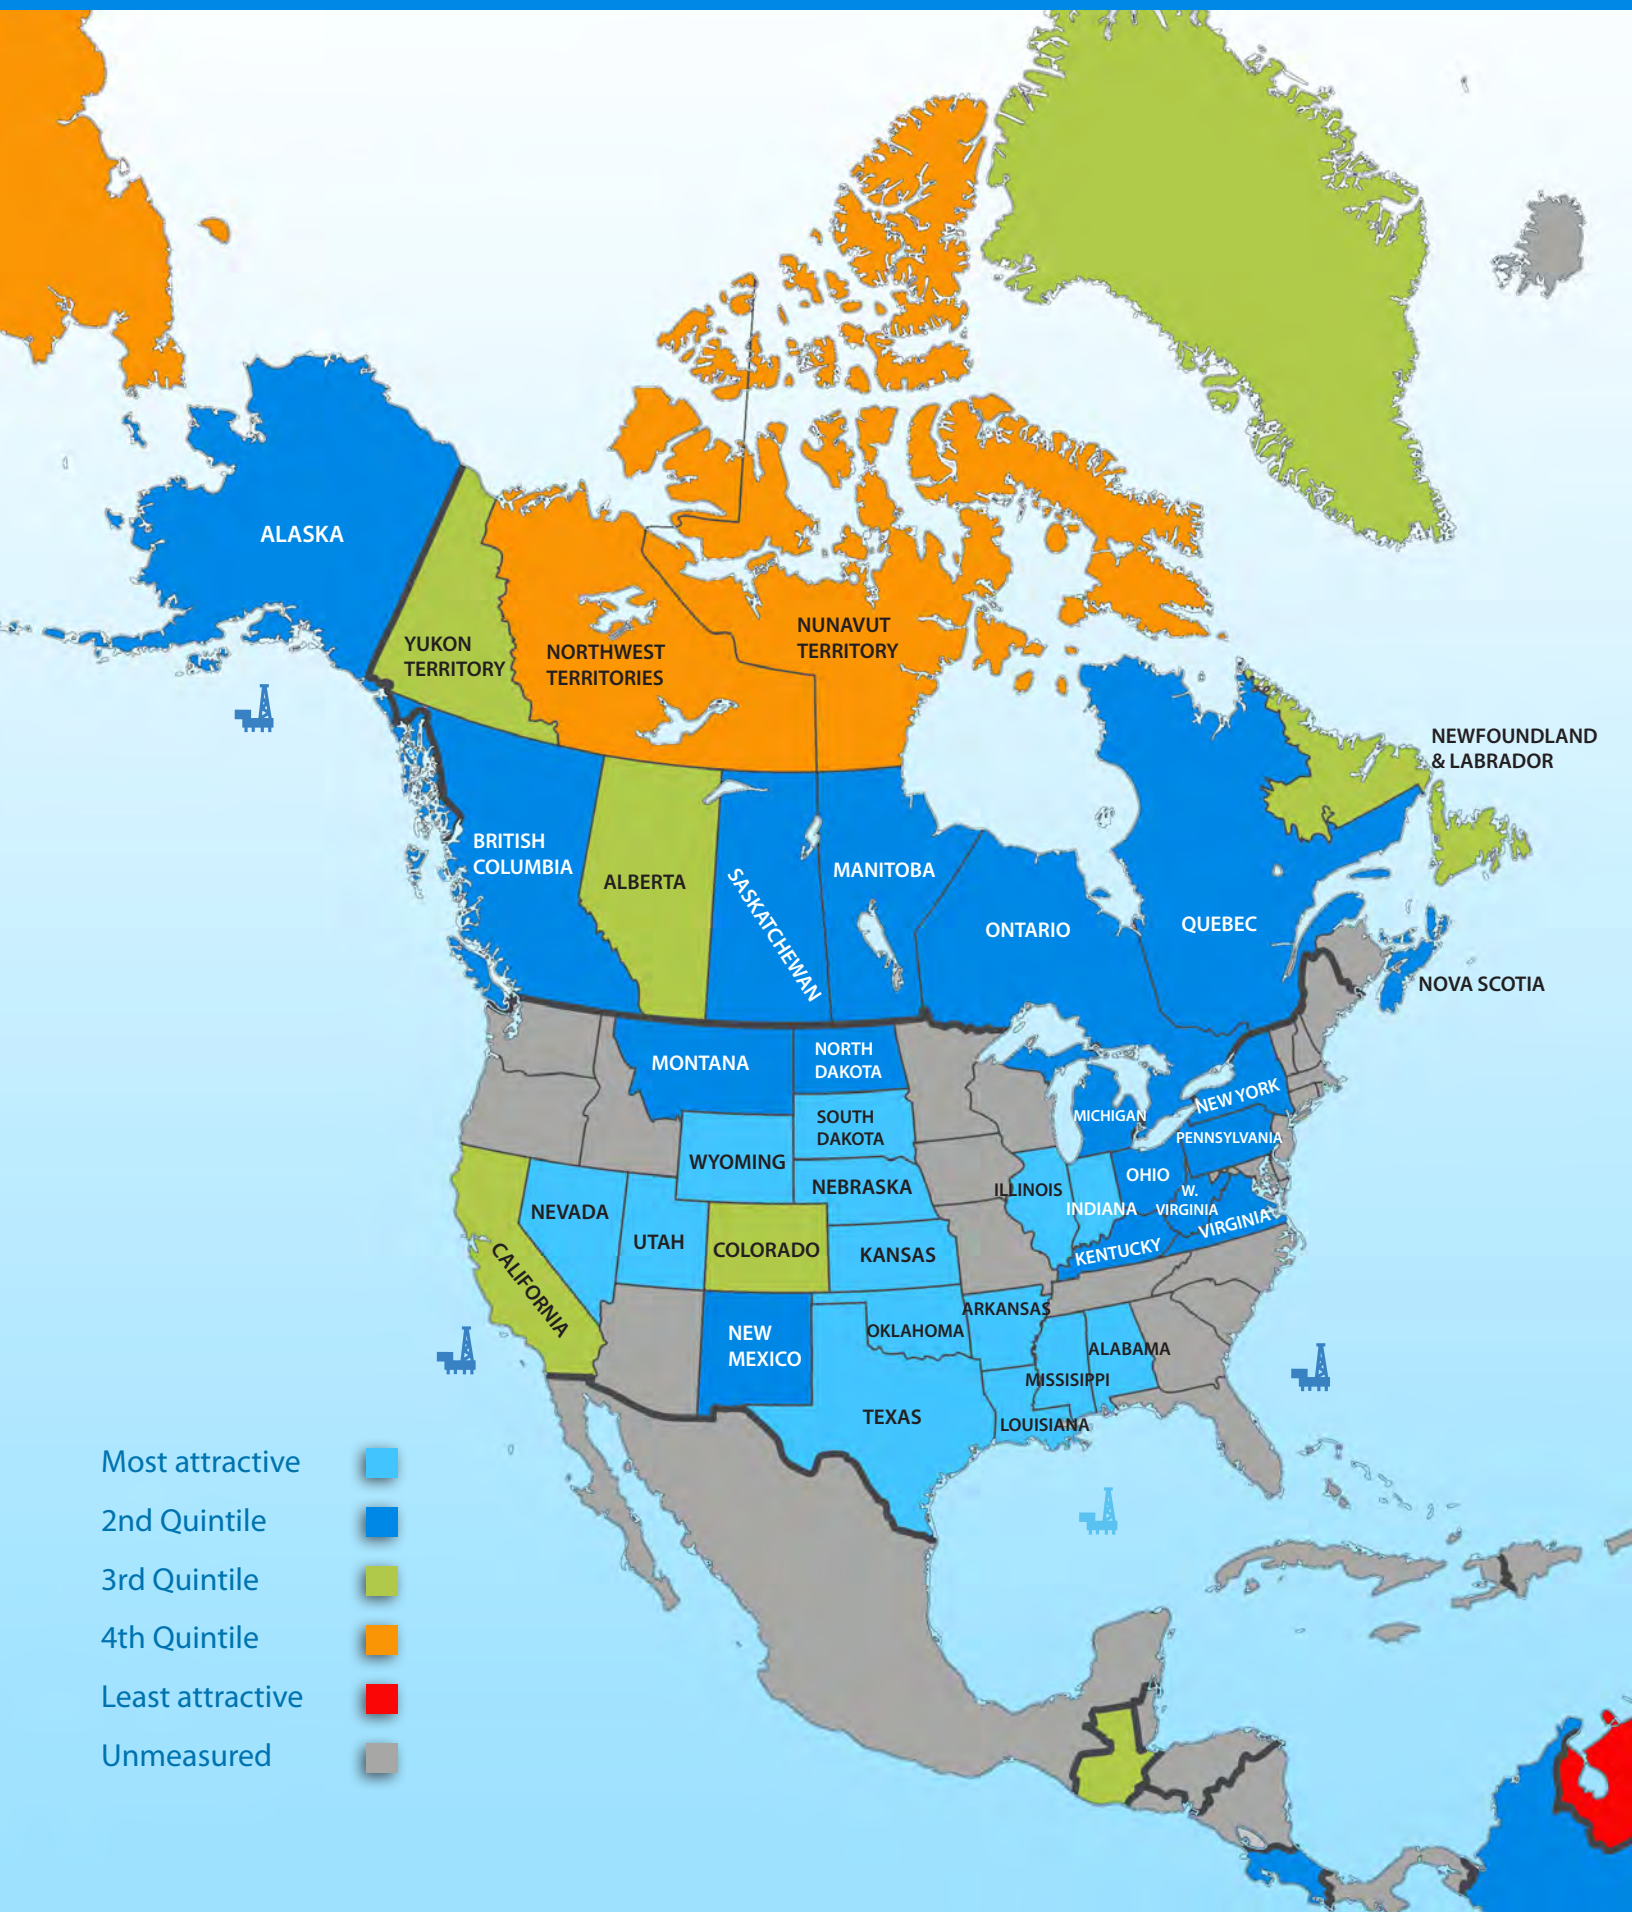 ALASKA
YUKON
TERRITORY
NORTHWEST
TERRITORIES
NUNAVUT
TERRITORY
NEWFOUNDLAND
& LABRADOR
BRITISH
COLUMBIA
ALBERTA
SASKATCHEWAN
MANITOBA
ONTARIO
QUEBEC
NOVA SCOTIA
MONTANA
NORTH
DAKOTA
SOUTH
DAKOTA
MICHIGAN
NEW YORK
PENNSYLVANIA
WYOMING
NEBRASKA
ILLINOIS
INDIANA
OHIO
W.
VIRGINIA
VIRGINIA
KENTUCKY
NEVADA
UTAH
COLORADO
KANSAS
CALIFORNIA
ARKANSAS
OKLAHOMA
NEW
MEXICO
ALABAMA
MISSISIPPI
TEXAS
LOUISIANA
Most attractive
2nd Quintile
3rd Quintile
4th Quintile
Least attractive
Unmeasured